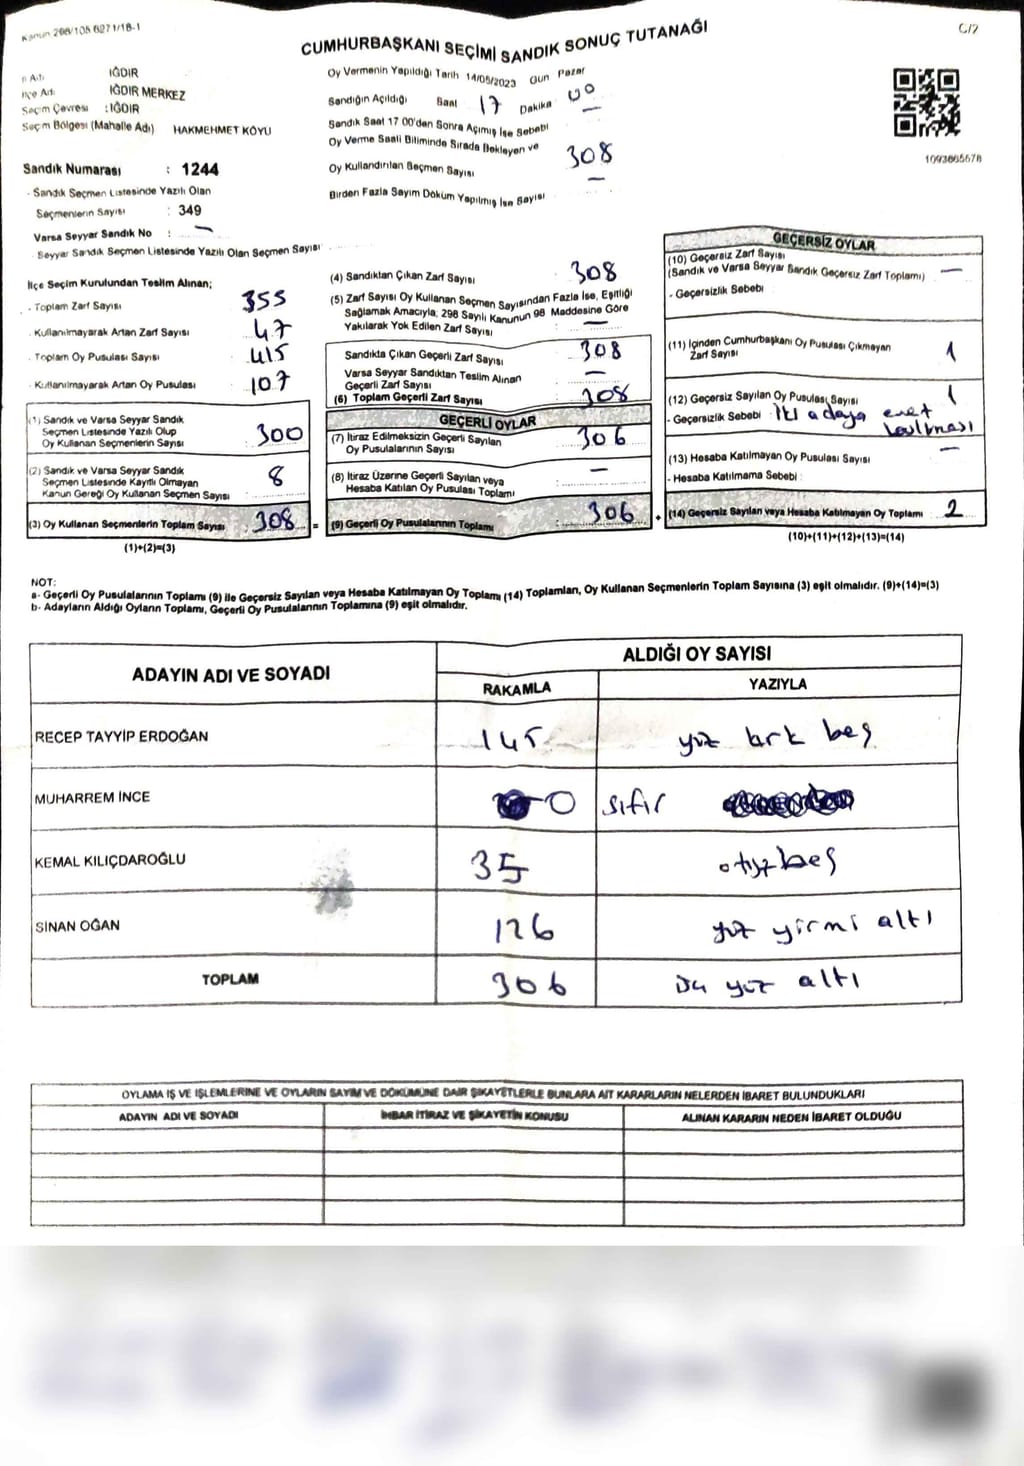 Kanun 298/105 6271/18-1
C/2
CUMHURBAŞKANI SEÇİMİ SANDIK SONUÇ TUTANAĞI
İl Adı IĞDIR
İlçe Adı IĞDIR MERKEZ
Seçim Çevresi : IĞDIR
Seçim Bölgesi (Mahalle Adı) HAKMEHMET KÖYÜ
Sandık Numarası : 1244
- Sandık Seçmen Listesinde Yazılı Olan
Seçmenlerin Sayısı : 349
Varsa Seyyar Sandık No : —
- Seyyar Sandık Seçmen Listesinde Yazılı Olan Seçmen Sayısı
Oy Vermenin Yapıldığı Tarih 14/05/2023 Gün Pazar
Sandığın Açıldığı Saat 17 Dakika 00
Sandık Saat 17 00'den Sonra Açılmış İse Sebebi —
Oy Verme Saati Bitiminde Sırada Bekleyen ve
Oy Kullandırılan Seçmen Sayısı 308
Birden Fazla Sayım Döküm Yapılmış İse Sayısı —
1093865578
İlçe Seçim Kurulundan Teslim Alınan;
- Toplam Zarf Sayısı : 355
- Kullanılmayarak Artan Zarf Sayısı : 47
- Toplam Oy Pusulası Sayısı : 415
- Kullanılmayarak Artan Oy Pusulası : 107
(1) Sandık ve Varsa Seyyar Sandık
Seçmen Listesinde Yazılı Olup
Oy Kullanan Seçmenlerin Sayısı : 300
(2) Sandık ve Varsa Seyyar Sandık
Seçmen Listesinde Kayıtlı Olmayan
Kanun Gereği Oy Kullanan Seçmen Sayısı : 8
(3) Oy Kullanan Seçmenlerin Toplam Sayısı : 308 =
(1)+(2)=(3)
(4) Sandıktan Çıkan Zarf Sayısı : 308
(5) Zarf Sayısı Oy Kullanan Seçmen Sayısından Fazla İse, Eşitliği
Sağlamak Amacıyla; 298 Sayılı Kanunun 98 Maddesine Göre
Yakılarak Yok Edilen Zarf Sayısı : —
Sandıkta Çıkan Geçerli Zarf Sayısı : 308
Varsa Seyyar Sandıktan Teslim Alınan
Geçerli Zarf Sayısı : —
(6) Toplam Geçerli Zarf Sayısı : 308
GEÇERLİ OYLAR
(7) İtiraz Edilmeksizin Geçerli Sayılan
Oy Pusulalarının Sayısı : 306
(8) İtiraz Üzerine Geçerli Sayılan veya
Hesaba Katılan Oy Pusulası Toplamı : —
(9) Geçerli Oy Pusulalarının Toplamı : 306 +
GEÇERSİZ OYLAR
(10) Geçersiz Zarf Sayısı
(Sandık ve Varsa Seyyar Sandık Geçersiz Zarf Toplamı) —
- Geçersizlik Sebebi :
(11) İçinden Cumhurbaşkanı Oy Pusulası Çıkmayan
Zarf Sayısı : 1
(12) Geçersiz Sayılan Oy Pusulası Sayısı : 1
- Geçersizlik Sebebi : İki adaya evet
basılması
(13) Hesaba Katılmayan Oy Pusulası Sayısı : —
- Hesaba Katılmama Sebebi :
(14) Geçersiz Sayılan veya Hesaba Katılmayan Oy Toplamı : 2
(10)+(11)+(12)+(13)=(14)
NOT:
a- Geçerli Oy Pusulalarının Toplamı (9) ile Geçersiz Sayılan veya Hesaba Katılmayan Oy Toplamı (14) Toplamları, Oy Kullanan Seçmenlerin Toplam Sayısına (3) eşit olmalıdır. (9)+(14)=(3)
b- Adayların Aldığı Oyların Toplamı, Geçerli Oy Pusulalarının Toplamına (9) eşit olmalıdır.
ADAYIN ADI VE SOYADI ALDIĞI OY SAYISI
RAKAMLA YAZIYLA
RECEP TAYYİP ERDOĞAN 145 yüz kırk beş
MUHARREM İNCE 0 sıfır
KEMAL KILIÇDAROĞLU 35 otuzbeş
SİNAN OĞAN 126 yüz yirmi altı
TOPLAM 306 üç yüz altı
OYLAMA İŞ VE İŞLEMLERİNE VE OYLARIN SAYIM VE DÖKÜMÜNE DAİR ŞİKAYETLERLE BUNLARA AİT KARARLARIN NELERDEN İBARET BULUNDUKLARI
ADAYIN ADI VE SOYADI İHBAR İTİRAZ VE ŞİKAYETİN KONUSU ALINAN KARARIN NEDEN İBARET OLDUĞU